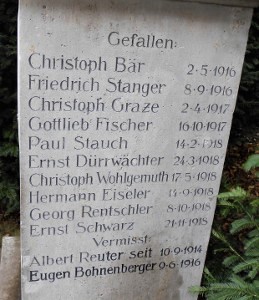 Gefallen:
Christoph Bär 2-5-1916
Friedrich Stanger 8-9-1916
Christoph Graze 2-4-1917
Gottlieb Fischer 16-10-1917
Paul Stauch 14-2-1918
Ernst Dürrwächter 24-3-1918
Christoph Wohlgemuth 17-5-1918
Hermann Eiseler 14-9-1918
Georg Rentschler 8-10-1918
Ernst Schwarz 21-11-1918
Vermisst:
Albert Reuter seit 10-9-1914
Eugen Bohnenberger 9-6-1916